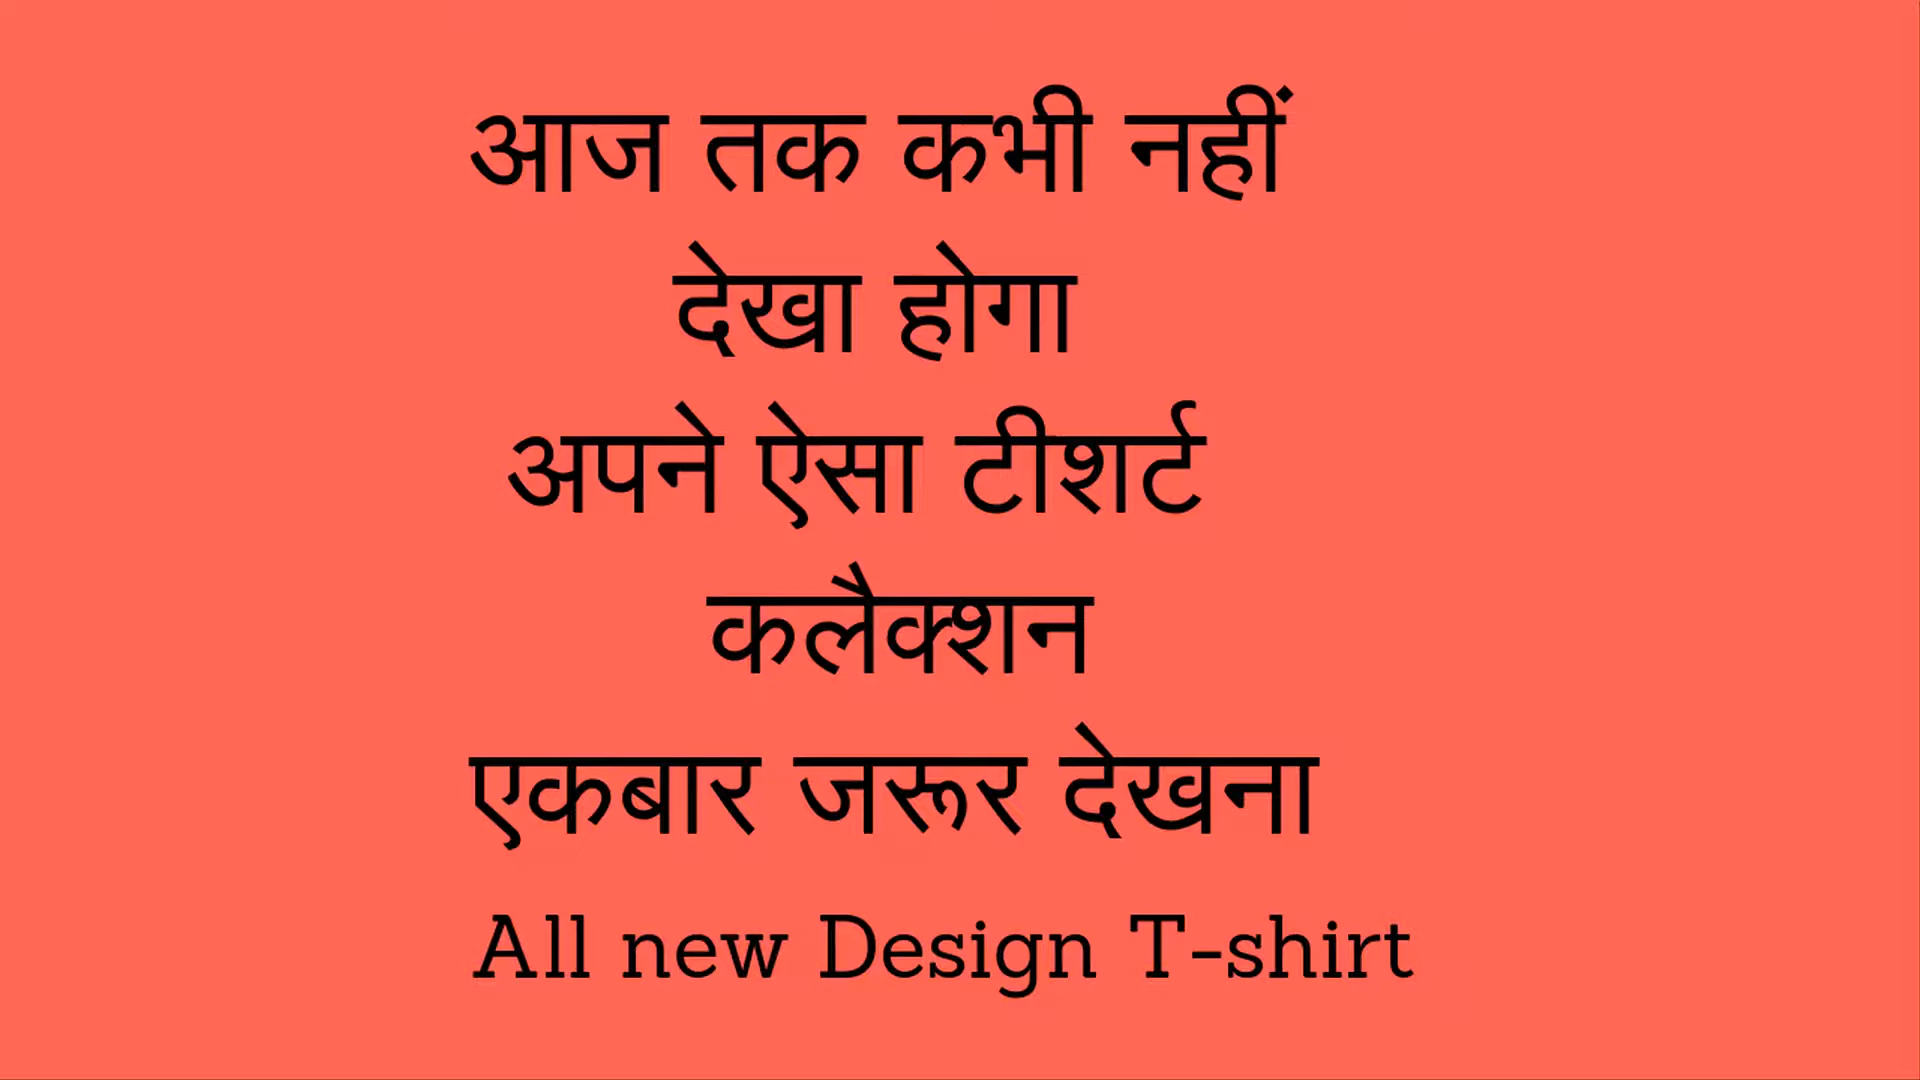 आज तक कभी नहीं
देखा होगा
अपने ऐसा टीशर्ट
कलैक्शन
एकबार जरूर देखना
All new Design T-shirt